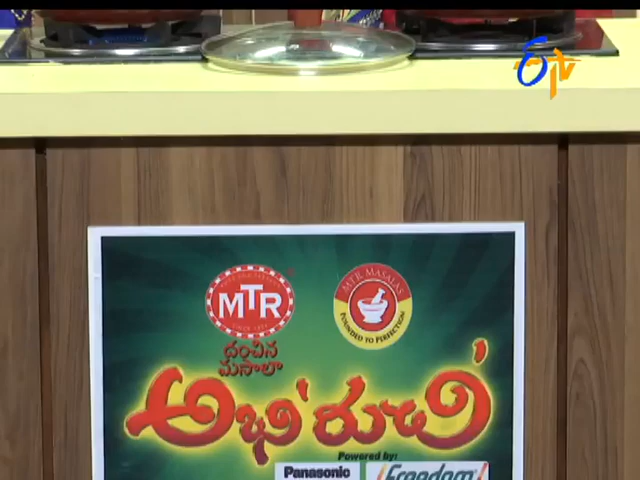 ETV
MTR
SINCE 1924
MTR MASALAS
POUNDED TO PERFECTION
దంచిన
మసాలా
అభిరుచి
Powered by:
Panasonic
Freedom